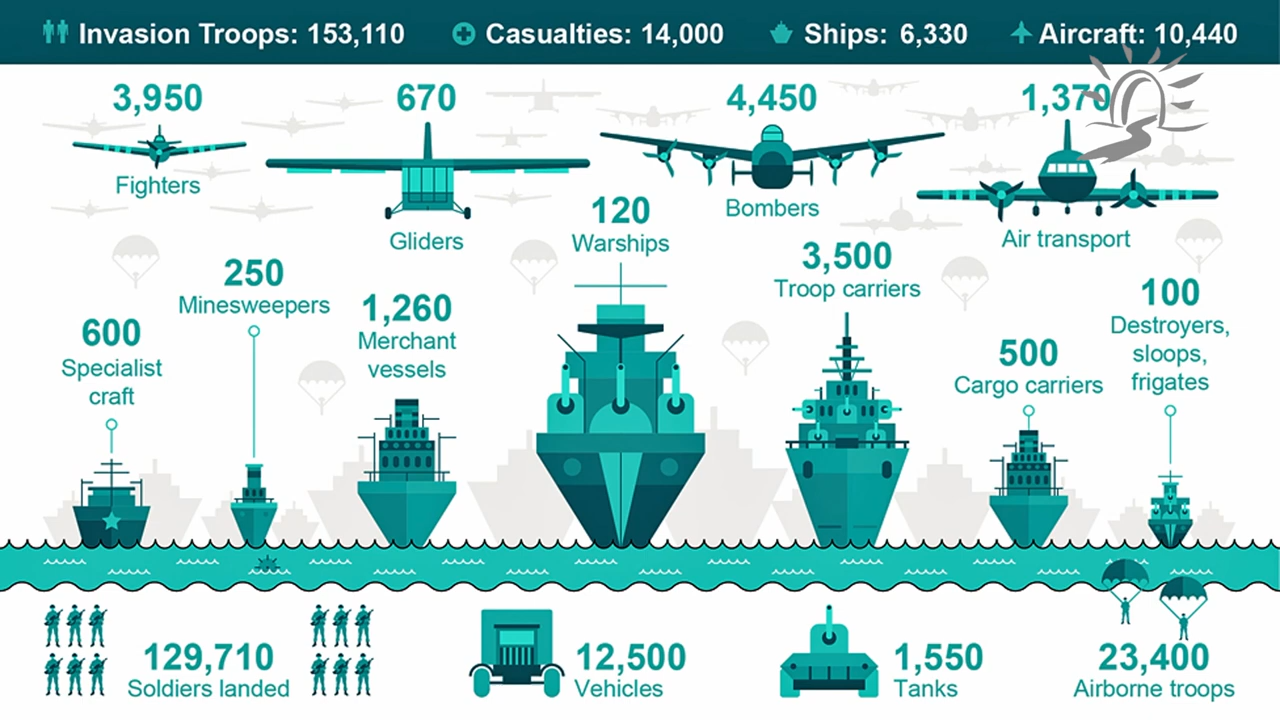 Invasion Troops: 153,110
Casualties: 14,000
Ships: 6,330
Aircraft: 10,440
3,950
Fighters
670
Gliders
4,450
Bombers
1,370
Air transport
120
Warships
3,500
Troop carriers
250
Minesweepers
1,260
Merchant
vessels
100
Destroyers,
sloops,
frigates
600
Specialist
craft
500
Cargo carriers
129,710
Soldiers landed
12,500
Vehicles
1,550
Tanks
23,400
Airborne troops